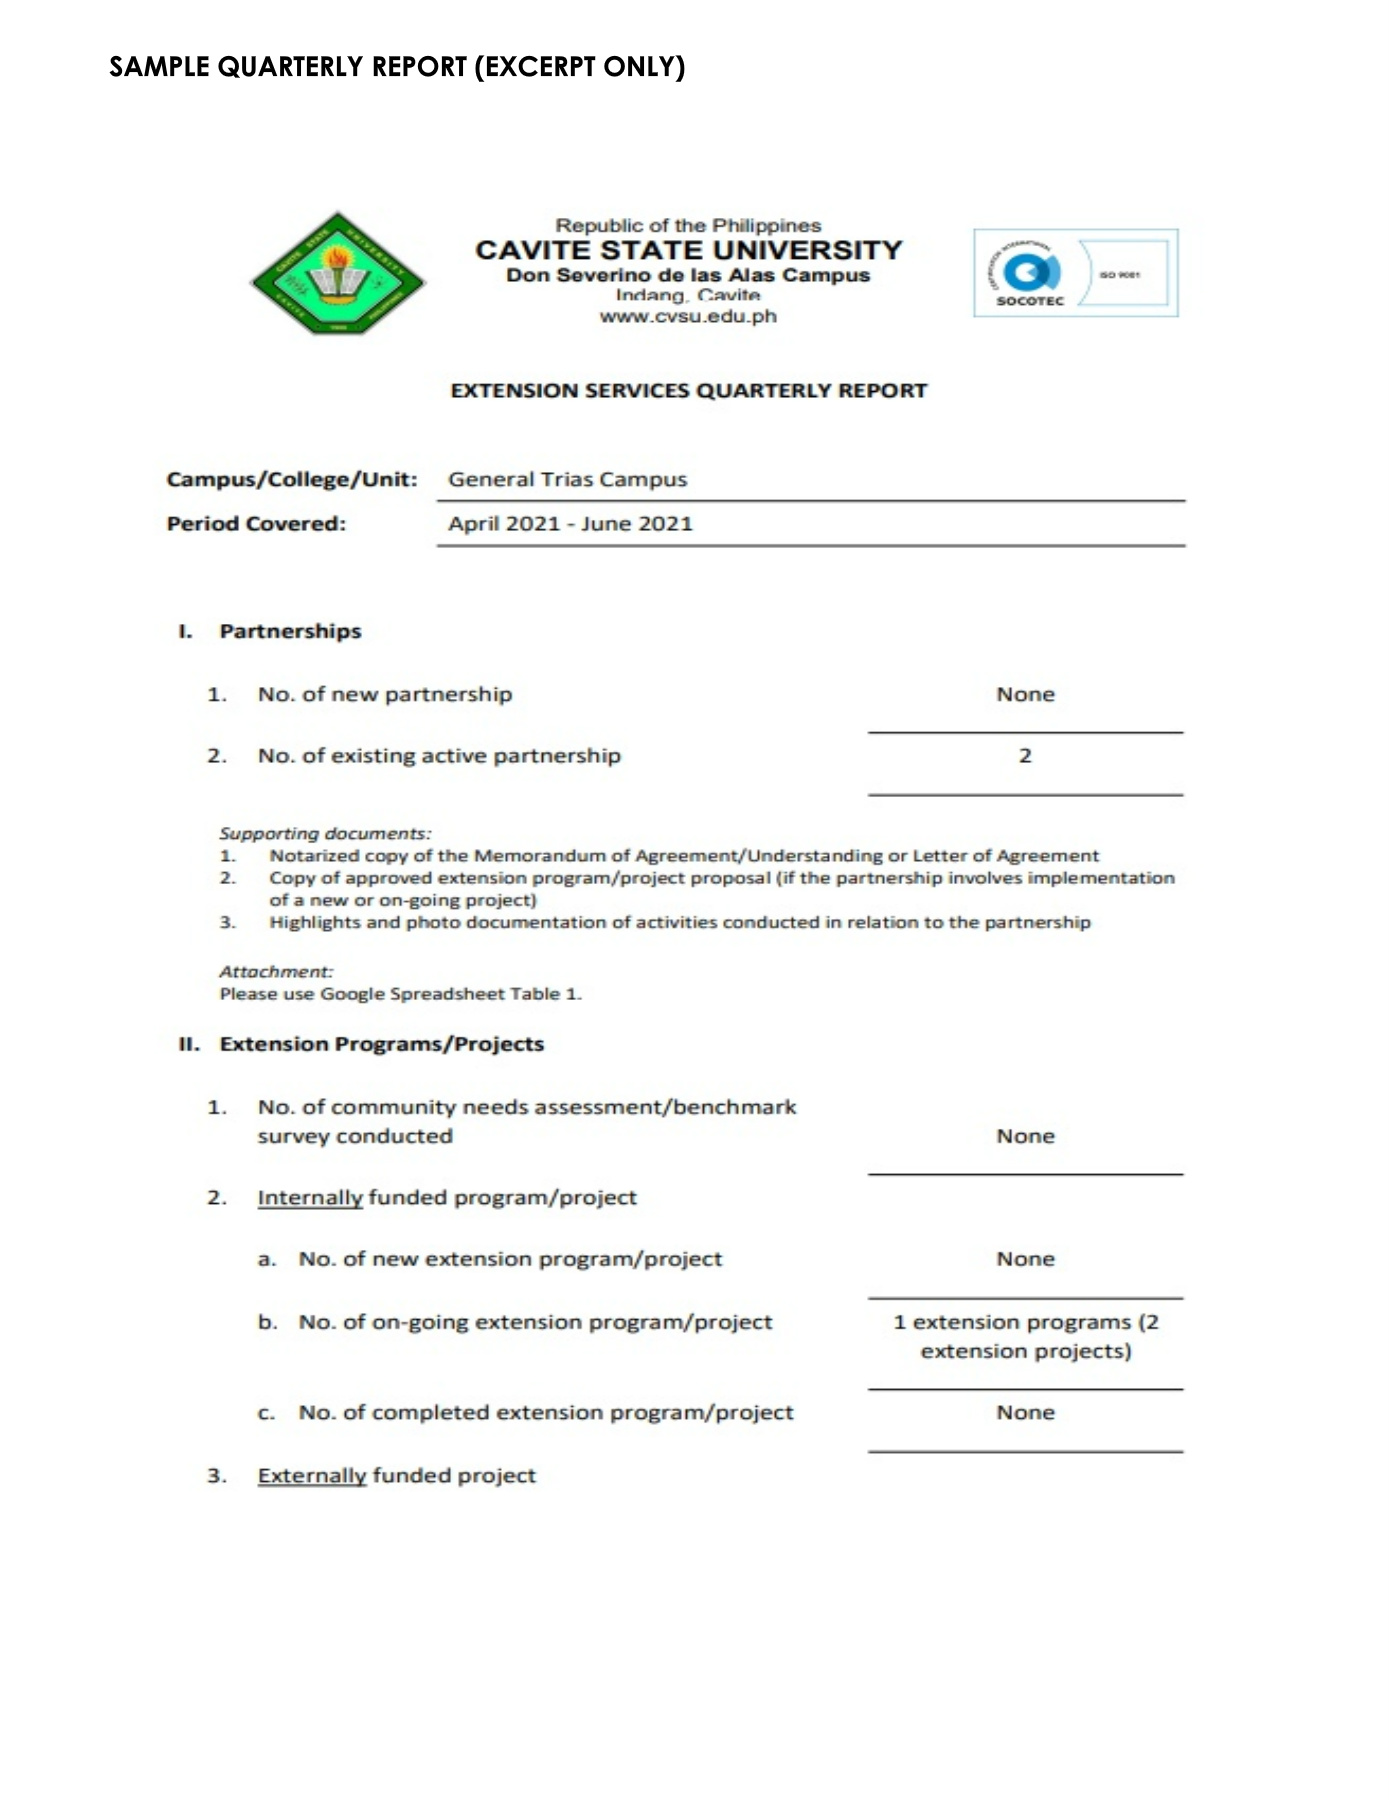 SAMPLE QUARTERLY REPORT (EXCERPT ONLY)
CAVITE STATE UNIVERSITY
CAVITE PHILIPPINES
Republic of the Philippines
CAVITE STATE UNIVERSITY
Don Severino de las Alas Campus
Indang, Cavite
www.cvsu.edu.ph
SOCOTEC
ISO 9001
EXTENSION SERVICES QUARTERLY REPORT
Campus/College/Unit: General Trias Campus
Period Covered: April 2021 - June 2021
I. Partnerships
1. No. of new partnership None
2. No. of existing active partnership 2
Supporting documents:
1. Notarized copy of the Memorandum of Agreement/Understanding or Letter of Agreement
2. Copy of approved extension program/project proposal (if the partnership involves implementation
of a new or on-going project)
3. Highlights and photo documentation of activities conducted in relation to the partnership
Attachment:
Please use Google Spreadsheet Table 1.
II. Extension Programs/Projects
1. No. of community needs assessment/benchmark
survey conducted None
2. Internally funded program/project
a. No. of new extension program/project None
b. No. of on-going extension program/project 1 extension programs (2
extension projects)
c. No. of completed extension program/project None
3. Externally funded project